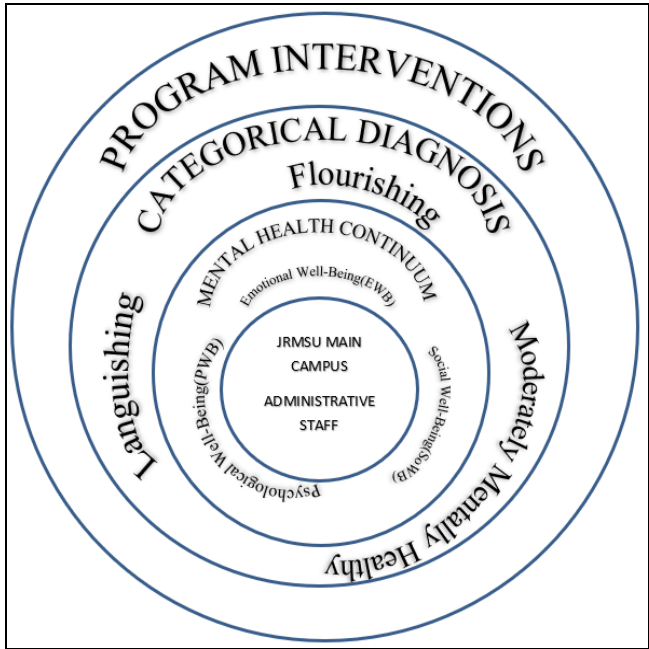 PROGRAM INTERVENTIONS
CATEGORICAL DIAGNOSIS
Flourishing
Languishing
Moderately Mentally Healthy
MENTAL HEALTH CONTINUUM
Emotional Well-Being(EWB)
Psychological Well-Being(PWB)
Social Well-Being(SoWB)
JRMSU MAIN
CAMPUS
ADMINISTRATIVE
STAFF